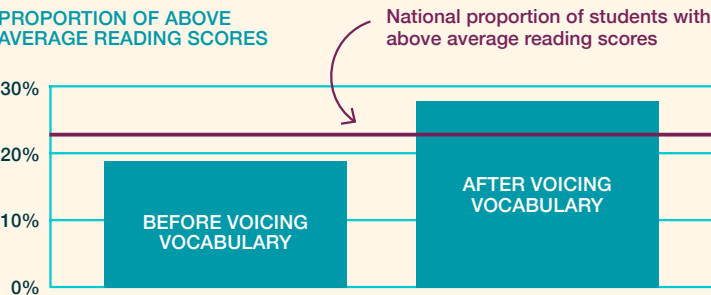 PROPORTION OF ABOVE
AVERAGE READING SCORES
National proportion of students with
above average reading scores
30%
20%
10%
0%
BEFORE VOICING
VOCABULARY
AFTER VOICING
VOCABULARY